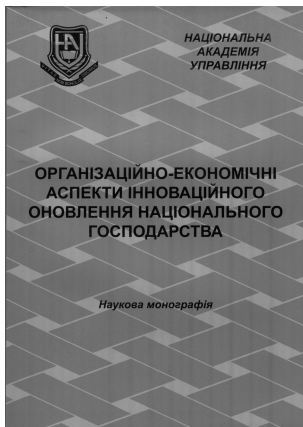 НАЦІОНАЛЬНА
АКАДЕМІЯ
УПРАВЛІННЯ
ОРГАНІЗАЦІЙНО-ЕКОНОМІЧНІ
АСПЕКТИ ІННОВАЦІЙНОГО
ОНОВЛЕННЯ НАЦІОНАЛЬНОГО
ГОСПОДАРСТВА
Наукова монографія